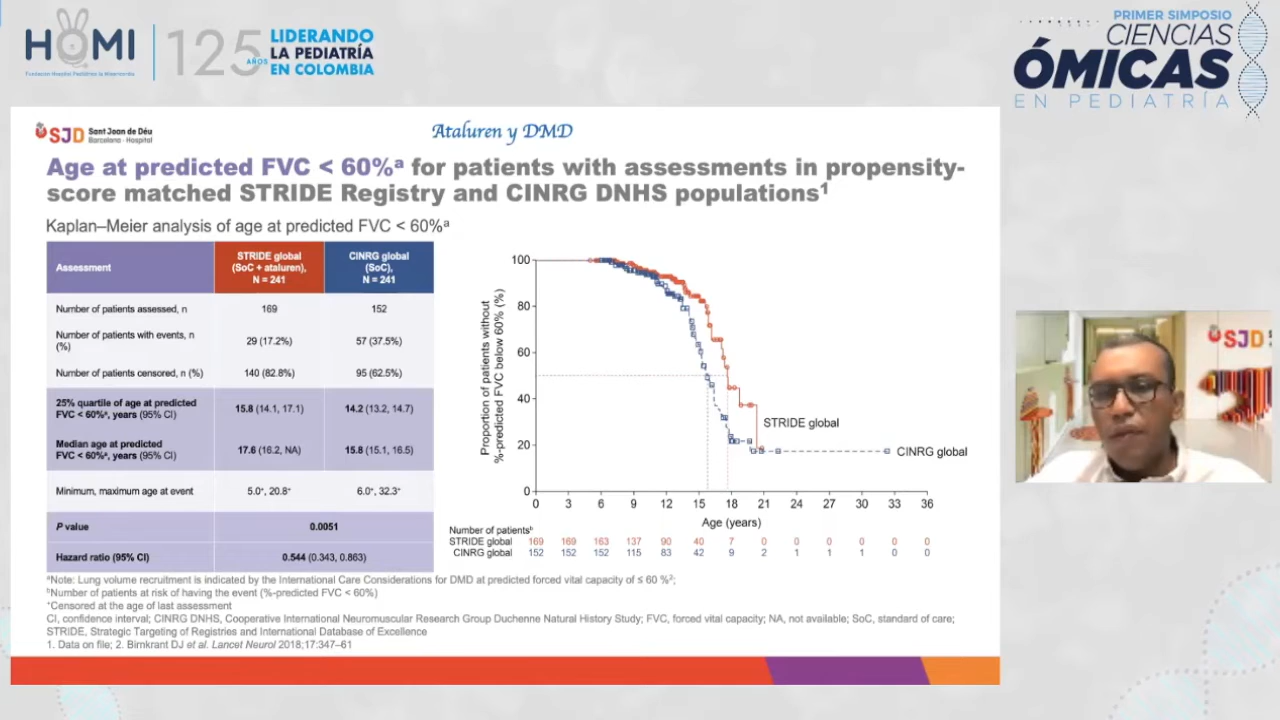 HOMI
Fundación Hospital Pediátrico la Misericordia
125 AÑOS
LIDERANDO
LA PEDIATRÍA
EN COLOMBIA
PRIMER SIMPOSIO
CIENCIAS
ÓMICAS
EN PEDIATRÍA
SJD Sant Joan de Déu
Barcelona · Hospital
Ataluren y DMD
Age at predicted FVC < 60%ᵃ for patients with assessments in propensity-
score matched STRIDE Registry and CINRG DNHS populations¹
Kaplan–Meier analysis of age at predicted FVC < 60%ᵃ
Assessment
STRIDE global
(SoC + ataluren),
N = 241
CINRG global
(SoC),
N = 241
Number of patients assessed, n 169 152
Number of patients with events, n
(%) 29 (17.2%) 57 (37.5%)
Number of patients censored, n (%) 140 (82.8%) 95 (62.5%)
25% quartile of age at predicted
FVC < 60%ᵃ, years (95% CI) 15.8 (14.1, 17.1) 14.2 (13.2, 14.7)
Median age at predicted
FVC < 60%ᵃ, years (95% CI) 17.6 (16.2, NA) 15.8 (15.1, 16.5)
Minimum, maximum age at event 5.0⁺, 20.8⁺ 6.0⁺, 32.3⁺
P value 0.0051
Hazard ratio (95% CI) 0.544 (0.343, 0.863)
Proportion of patients without
%-predicted FVC below 60% (%)
100
80
60
40
20
0
0 3 6 9 12 15 18 21 24 27 30 33 36
Age (years)
STRIDE global
CINRG global
Number of patientsᵇ
STRIDE global 169 169 163 137 90 40 7 0 0 0 0 0 0
CINRG global 152 152 152 115 83 42 9 2 1 1 1 0 0
ᵃNote: Lung volume recruitment is indicated by the International Care Considerations for DMD at predicted forced vital capacity of ≤ 60 %²;
ᵇNumber of patients at risk of having the event (%-predicted FVC < 60%)
⁺Censored at the age of last assessment
CI, confidence interval; CINRG DNHS, Cooperative International Neuromuscular Research Group Duchenne Natural History Study; FVC, forced vital capacity; NA, not available; SoC, standard of care;
STRIDE, Strategic Targeting of Registries and International Database of Excellence
1. Data on file; 2. Birnkrant DJ et al. Lancet Neurol 2018;17:347–61
SJD